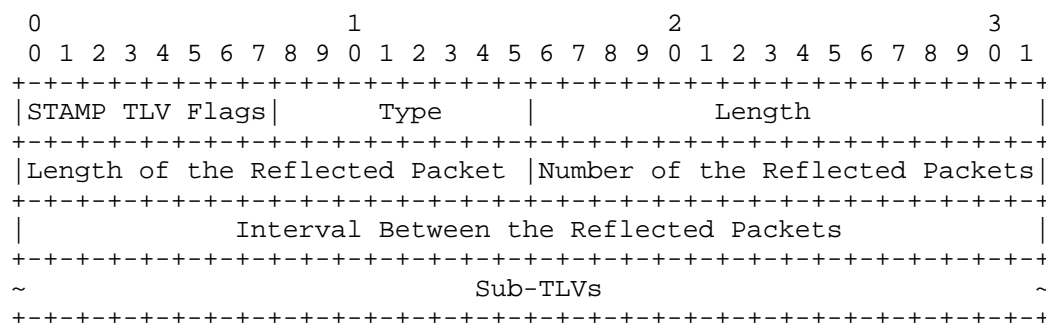 0                   1                   2                   3
 0 1 2 3 4 5 6 7 8 9 0 1 2 3 4 5 6 7 8 9 0 1 2 3 4 5 6 7 8 9 0 1
+-+-+-+-+-+-+-+-+-+-+-+-+-+-+-+-+-+-+-+-+-+-+-+-+-+-+-+-+-+-+-+-+
|STAMP TLV Flags|      Type     |           Length              |
+-+-+-+-+-+-+-+-+-+-+-+-+-+-+-+-+-+-+-+-+-+-+-+-+-+-+-+-+-+-+-+-+
|Length of the Reflected Packet |Number of the Reflected Packets|
+-+-+-+-+-+-+-+-+-+-+-+-+-+-+-+-+-+-+-+-+-+-+-+-+-+-+-+-+-+-+-+-+
|             Interval Between the Reflected Packets            |
+-+-+-+-+-+-+-+-+-+-+-+-+-+-+-+-+-+-+-+-+-+-+-+-+-+-+-+-+-+-+-+-+
~                            Sub-TLVs                           ~
+-+-+-+-+-+-+-+-+-+-+-+-+-+-+-+-+-+-+-+-+-+-+-+-+-+-+-+-+-+-+-+-+